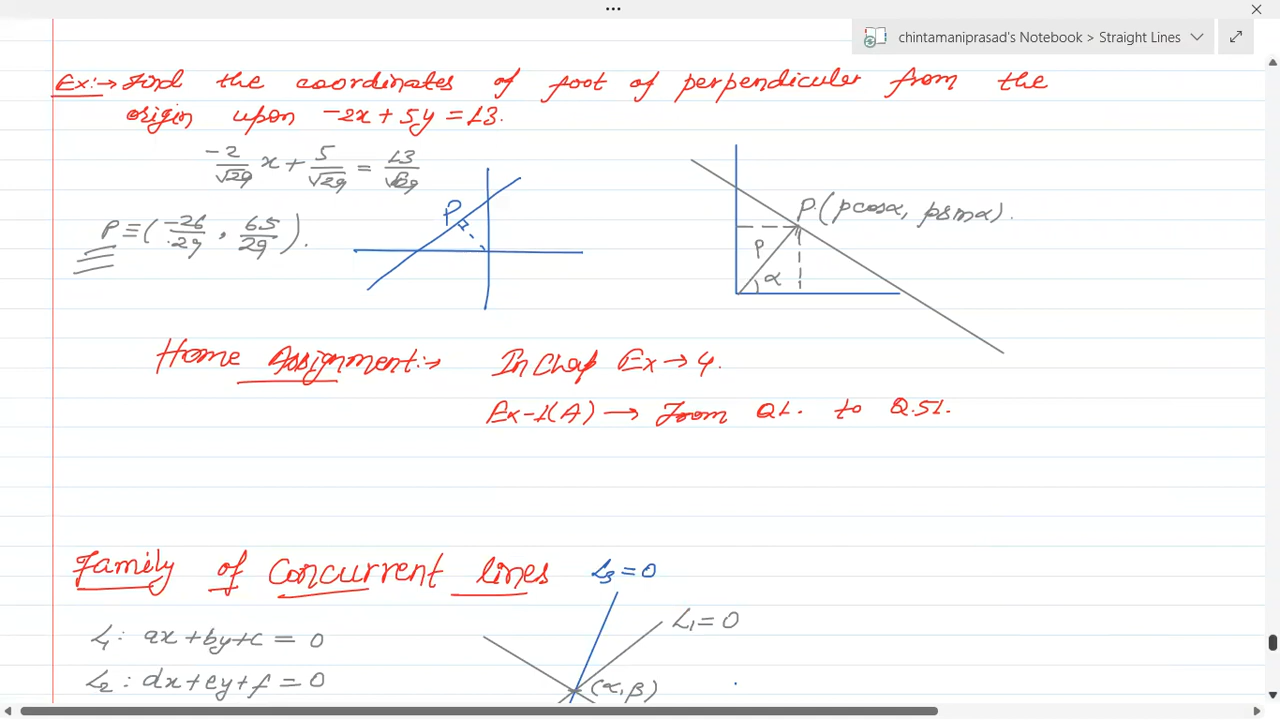 ...
chintamaniprasad's Notebook > Straight Lines
Ex:→ Find the coordinates of foot of perpendicular from the
origin upon -2x + 5y = 13.
-2/√29 x + 5/√29 = 13/√29
P ≡ (-26/29, 65/29).
P
P.(pcosα, psinα).
p
α
Home Assignment:→ In Chap Ex → 4.
Ex-1(A) → From Q1. to Q.51.
Family of Concurrent lines
L3 = 0
L1 = 0
L1: ax + by + c = 0
L2: dx + ey + f = 0
(α, β)